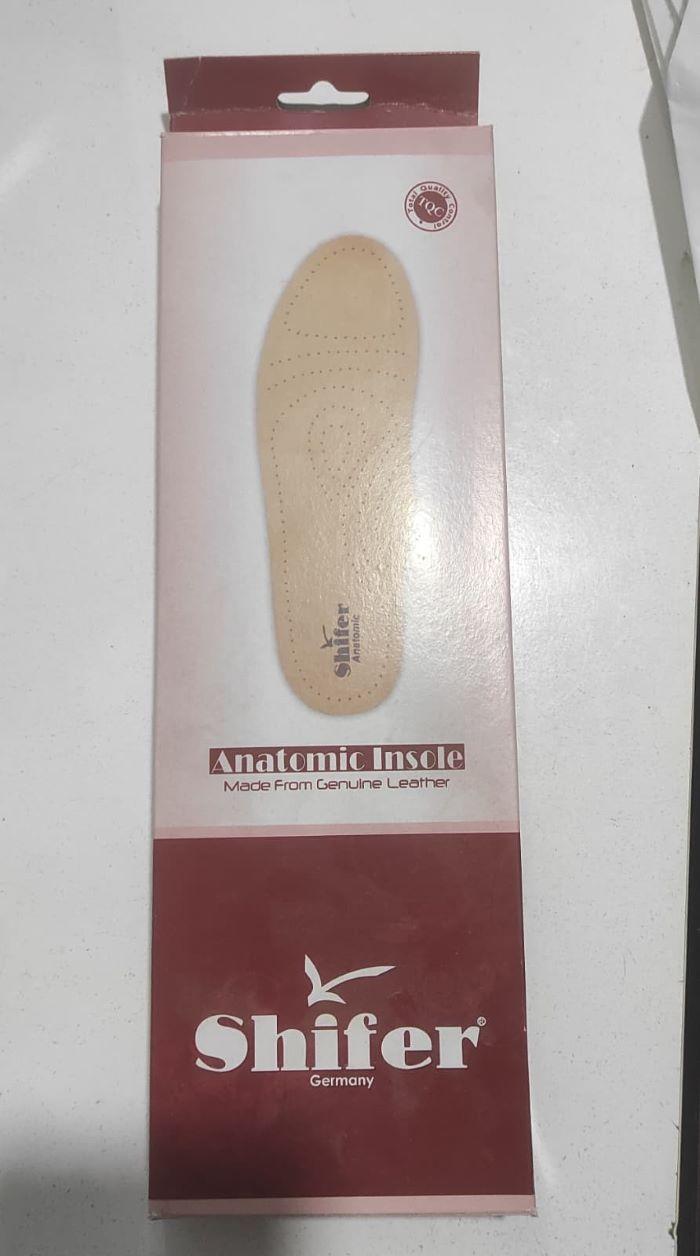 Total Quality Control
TQC
Shifer
Anatomic
Anatomic Insole
Made From Genuine Leather
Shifer®
Germany